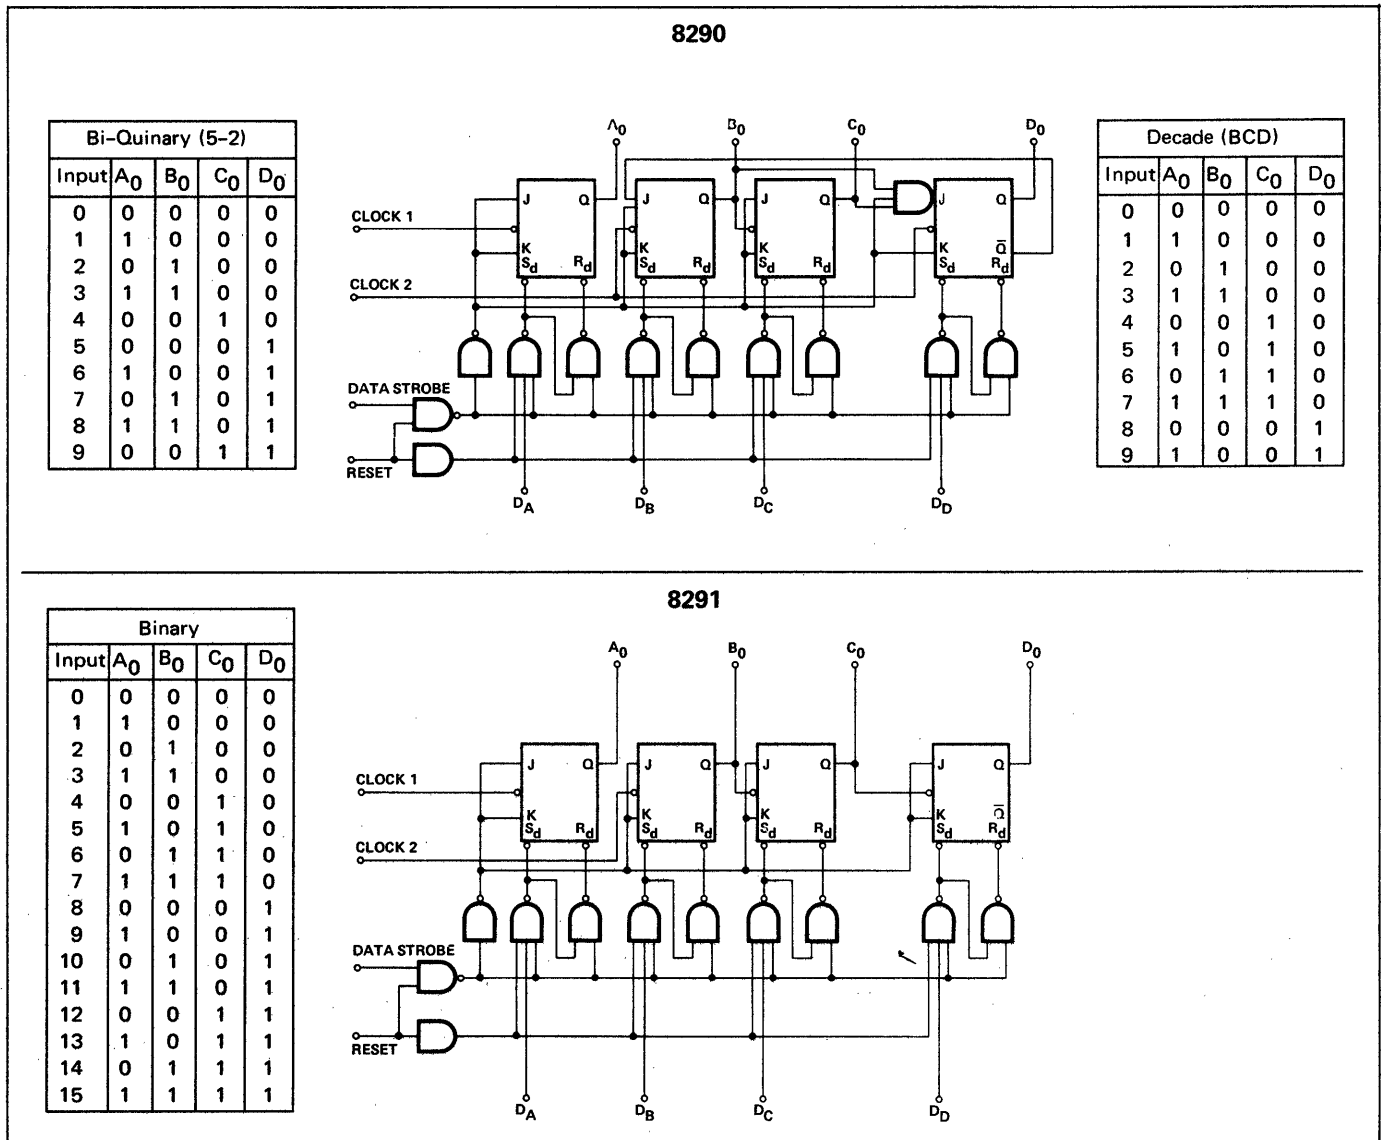 8290
Bi-Quinary (5-2)
Input A0 B0 C0 D0
0 0 0 0 0
1 1 0 0 0
2 0 1 0 0
3 1 1 0 0
4 0 0 1 0
5 0 0 0 1
6 1 0 0 1
7 0 1 0 1
8 1 1 0 1
9 0 0 1 1
A0 B0 C0 D0
J Q J Q J Q J Q
CLOCK 1
K K K K Q̅
Sd Rd Sd Rd Sd Rd Sd Rd
CLOCK 2
DATA STROBE
RESET
DA DB DC DD
Decade (BCD)
Input A0 B0 C0 D0
0 0 0 0 0
1 1 0 0 0
2 0 1 0 0
3 1 1 0 0
4 0 0 1 0
5 1 0 1 0
6 0 1 1 0
7 1 1 1 0
8 0 0 0 1
9 1 0 0 1
8291
Binary
Input A0 B0 C0 D0
0 0 0 0 0
1 1 0 0 0
2 0 1 0 0
3 1 1 0 0
4 0 0 1 0
5 1 0 1 0
6 0 1 1 0
7 1 1 1 0
8 0 0 0 1
9 1 0 0 1
10 0 1 0 1
11 1 1 0 1
12 0 0 1 1
13 1 0 1 1
14 0 1 1 1
15 1 1 1 1
A0 B0 C0 D0
J Q J Q J Q J Q
CLOCK 1
K K K K Q̅
Sd Rd Sd Rd Sd Rd Sd Rd
CLOCK 2
DATA STROBE
RESET
DA DB DC DD